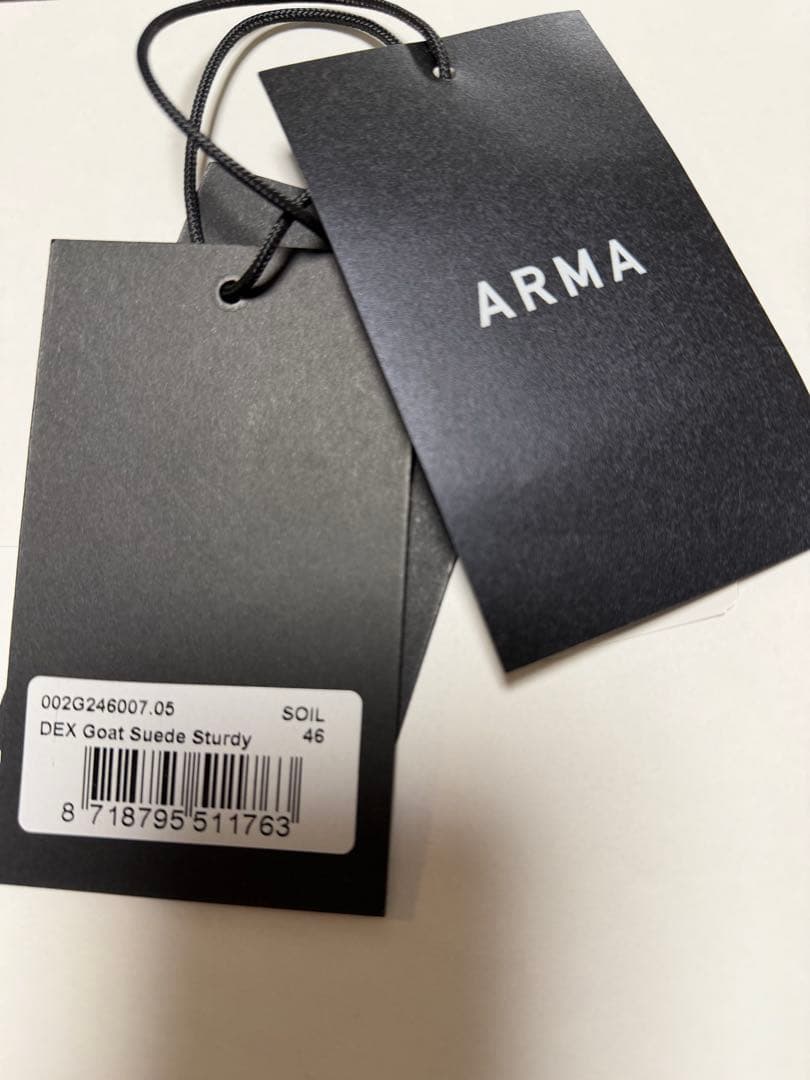 ARMA
002G246007.05
SOIL
DEX Goat Suede Sturdy
46
8 718795 511763